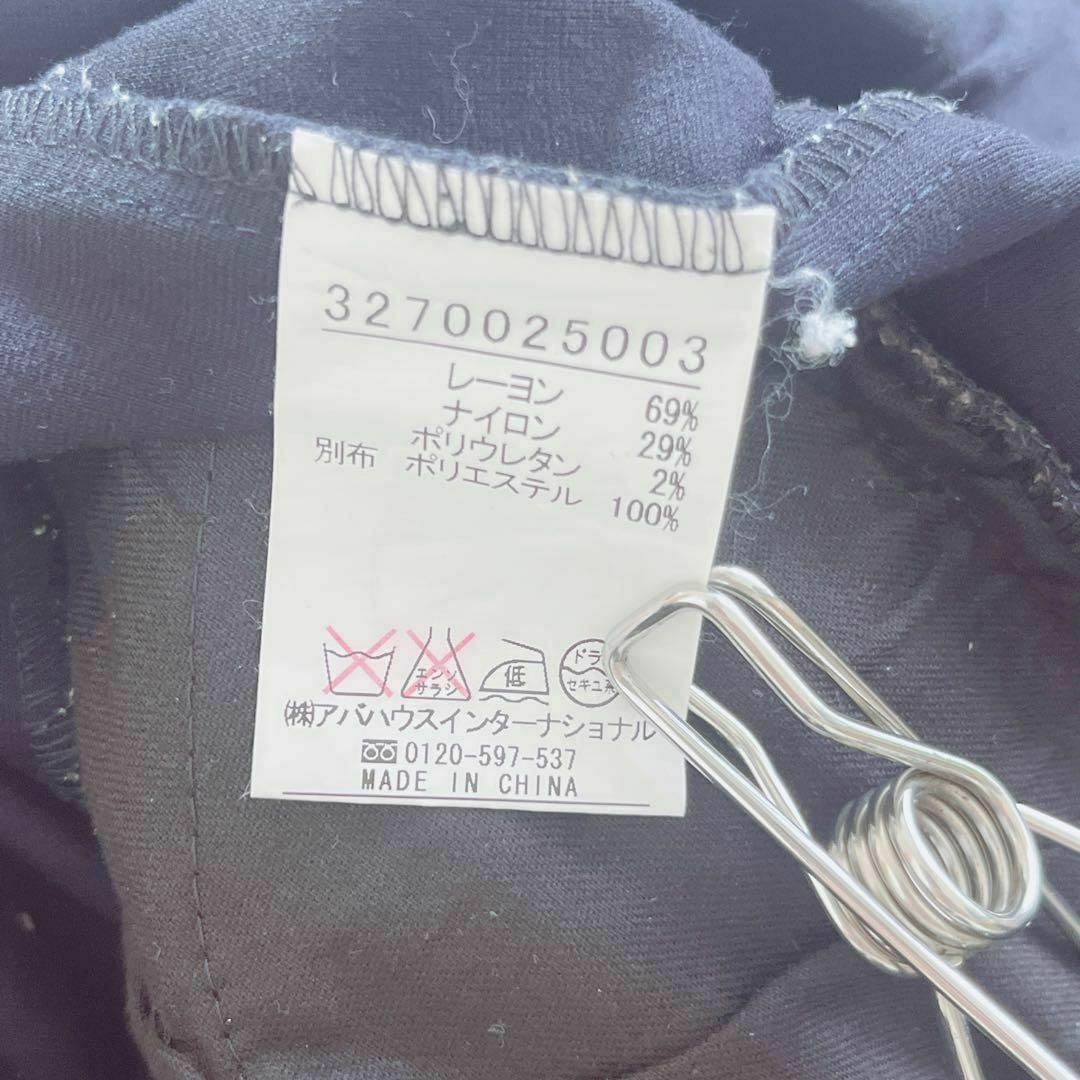 3270025003
レーヨン 69%
ナイロン 29%
ポリウレタン 2%
別布 ポリエステル 100%
エンソ
サラシ
低
ドラ
セキユ系
㈱アバハウスインターナショナル
0120-597-537
MADE IN CHINA